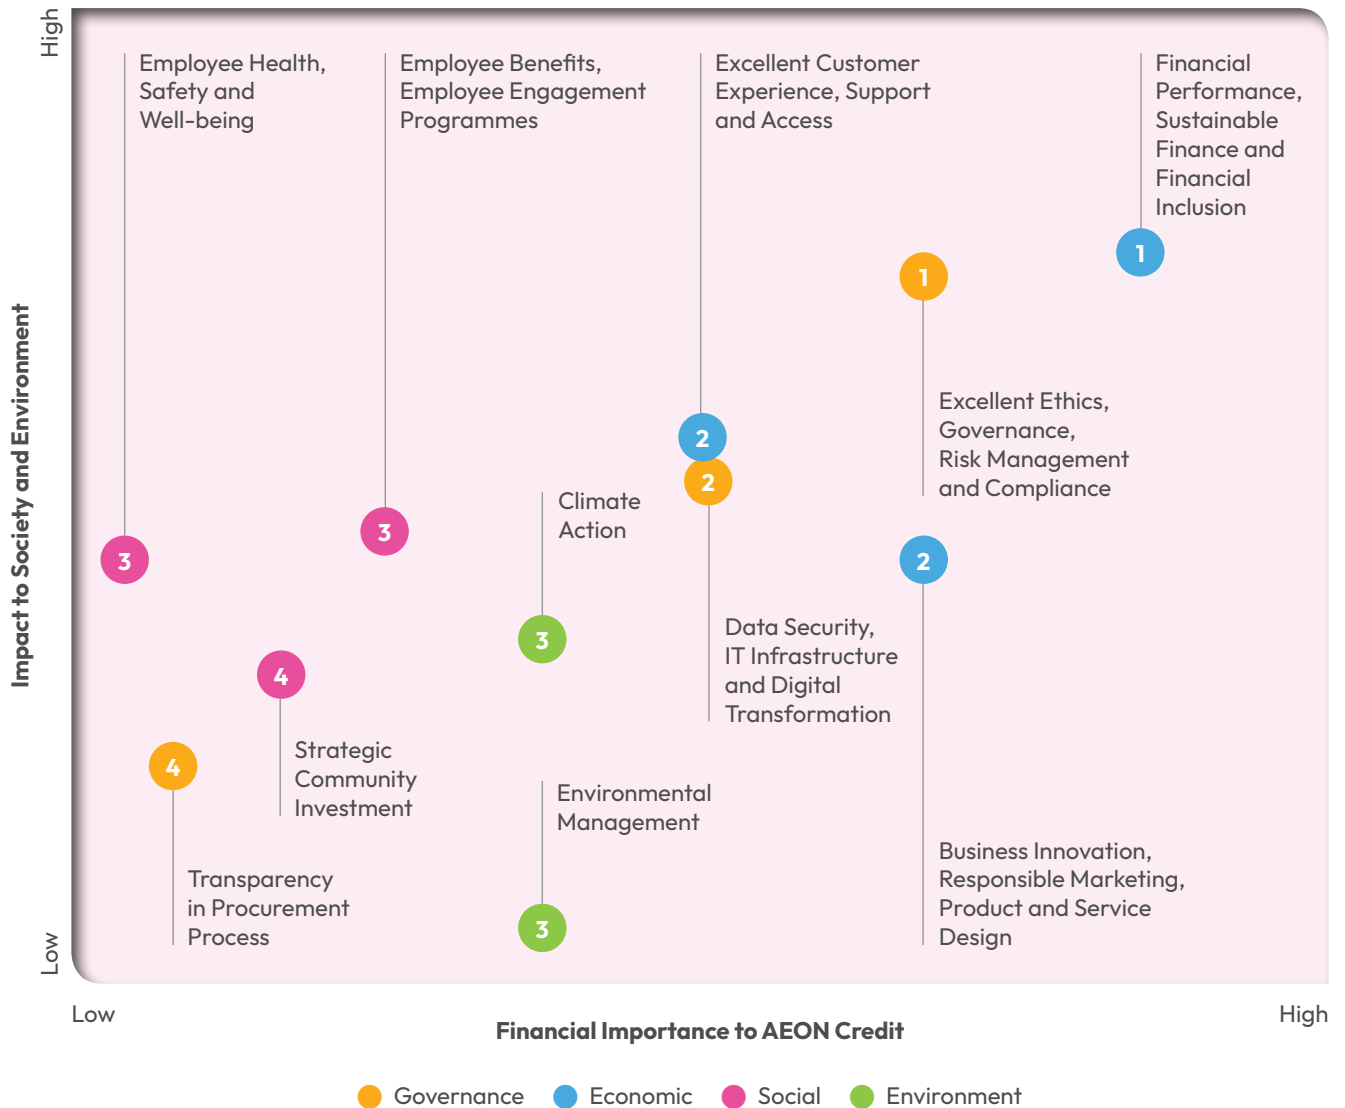 High
Employee Health,
Safety and
Well-being
Employee Benefits,
Employee Engagement
Programmes
Excellent Customer
Experience, Support
and Access
Financial
Performance,
Sustainable
Finance and
Financial
Inclusion
1
1
Excellent Ethics,
Governance,
Risk Management
and Compliance
2
2
Climate
Action
3
3
2
3
Data Security,
IT Infrastructure
and Digital
Transformation
4
Strategic
Community
Investment
4
Transparency
in Procurement
Process
Environmental
Management
3
Business Innovation,
Responsible Marketing,
Product and Service
Design
Impact to Society and Environment
Low
Low
High
Financial Importance to AEON Credit
Governance
Economic
Social
Environment